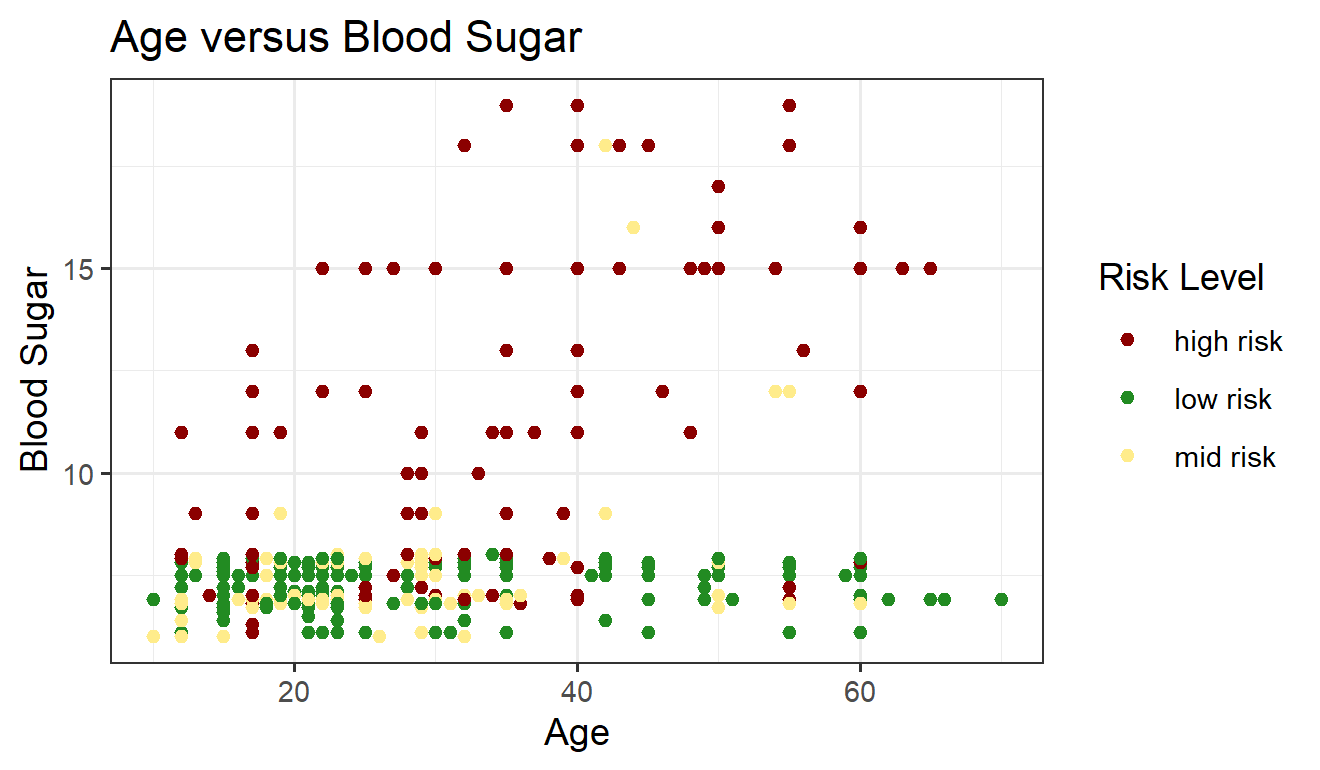 Age versus Blood Sugar
Blood Sugar
15
10
20
40
60
Age
Risk Level
high risk
low risk
mid risk